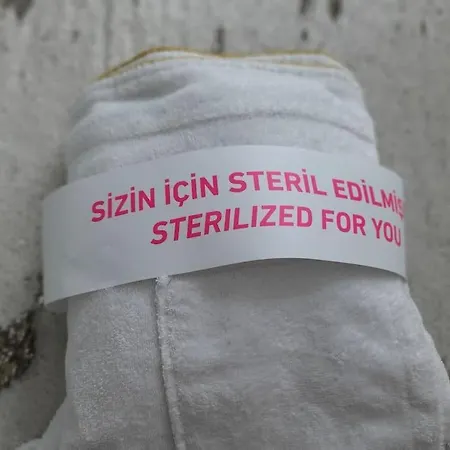 SİZİN İÇİN STERİL EDİLMİŞ
STERILIZED FOR YOU